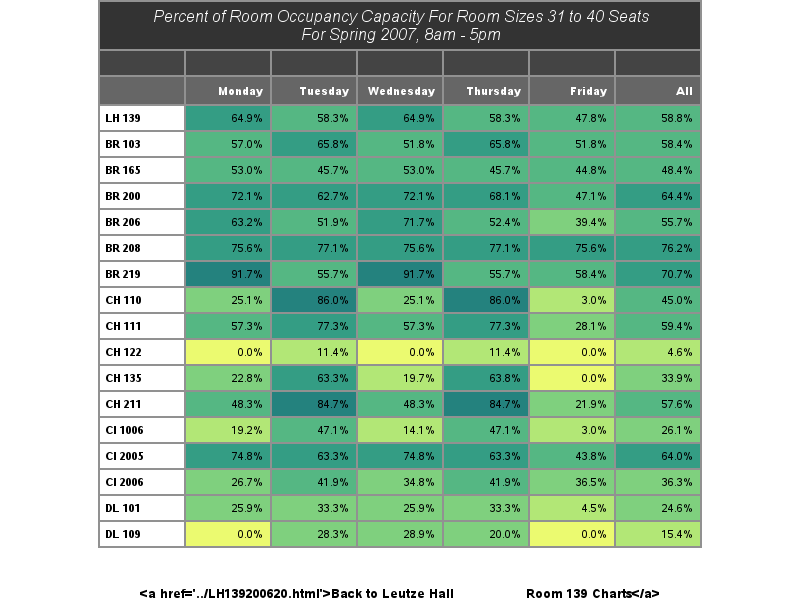 Percent of Room Occupancy Capacity For Room Sizes 31 to 40 Seats
For Spring 2007, 8am - 5pm
Monday Tuesday Wednesday Thursday Friday All
LH 139 64.9% 58.3% 64.9% 58.3% 47.8% 58.8%
BR 103 57.0% 65.8% 51.8% 65.8% 51.8% 58.4%
BR 165 53.0% 45.7% 53.0% 45.7% 44.8% 48.4%
BR 200 72.1% 62.7% 72.1% 68.1% 47.1% 64.4%
BR 206 63.2% 51.9% 71.7% 52.4% 39.4% 55.7%
BR 208 75.6% 77.1% 75.6% 77.1% 75.6% 76.2%
BR 219 91.7% 55.7% 91.7% 55.7% 58.4% 70.7%
CH 110 25.1% 86.0% 25.1% 86.0% 3.0% 45.0%
CH 111 57.3% 77.3% 57.3% 77.3% 28.1% 59.4%
CH 122 0.0% 11.4% 0.0% 11.4% 0.0% 4.6%
CH 135 22.8% 63.3% 19.7% 63.8% 0.0% 33.9%
CH 211 48.3% 84.7% 48.3% 84.7% 21.9% 57.6%
CI 1006 19.2% 47.1% 14.1% 47.1% 3.0% 26.1%
CI 2005 74.8% 63.3% 74.8% 63.3% 43.8% 64.0%
CI 2006 26.7% 41.9% 34.8% 41.9% 36.5% 36.3%
DL 101 25.9% 33.3% 25.9% 33.3% 4.5% 24.6%
DL 109 0.0% 28.3% 28.9% 20.0% 0.0% 15.4%
<a href='../LH139200620.html'>Back to Leutze Hall Room 139 Charts</a>